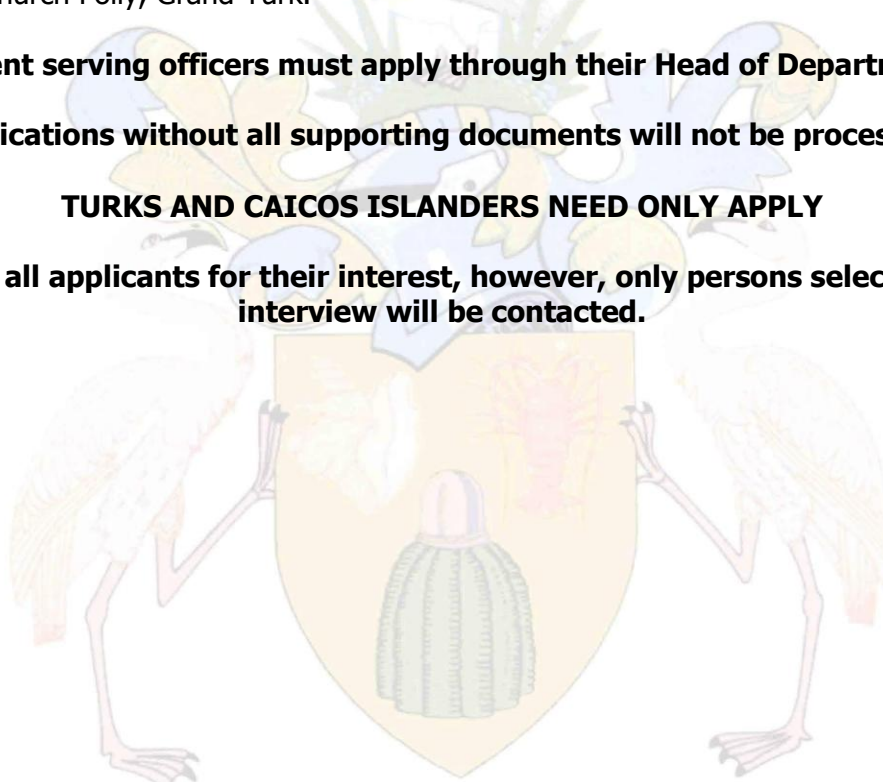 hurch Folly, Grand Turk.
ent serving officers must apply through their Head of Depart
ications without all supporting documents will not be proces
TURKS AND CAICOS ISLANDERS NEED ONLY APPLY
all applicants for their interest, however, only persons selec
interview will be contacted.